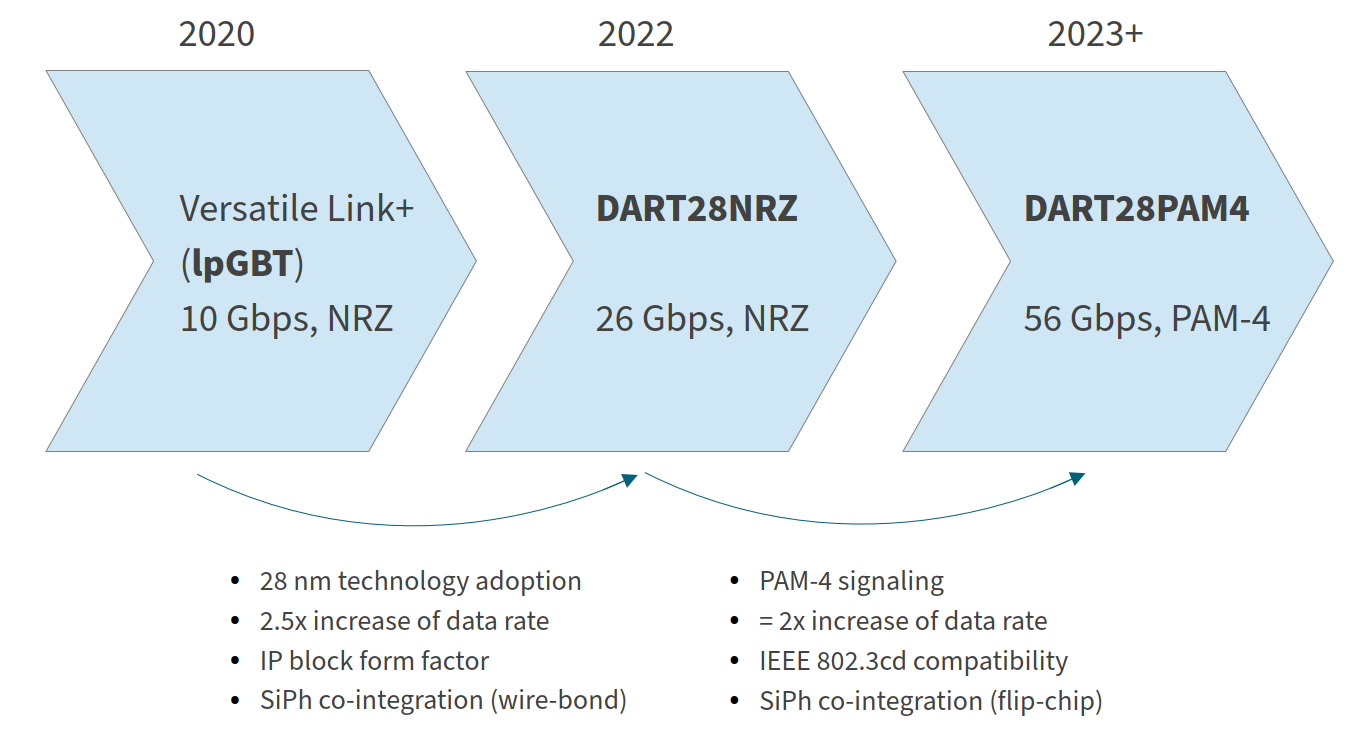 2020
2022
2023+
Versatile Link+
(lpGBT)
10 Gbps, NRZ
DART28NRZ
26 Gbps, NRZ
DART28PAM4
56 Gbps, PAM-4
• 28 nm technology adoption
• 2.5x increase of data rate
• IP block form factor
• SiPh co-integration (wire-bond)
• PAM-4 signaling
• = 2x increase of data rate
• IEEE 802.3cd compatibility
• SiPh co-integration (flip-chip)